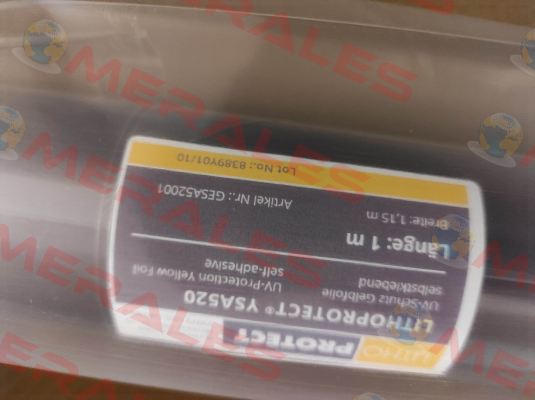 LITHO PROTECT
LITHOPROTECT® YSA520
UV-Schutz Gelbfolie
selbstklebend
UV-Protection Yellow Foil
self-adhesive
Länge: 1 m
Breite: 1,15 m
Artikel Nr.: GESA52001
Lot No.: 8389Y01/10
MERALES
MERALES
MERALES
MERALES